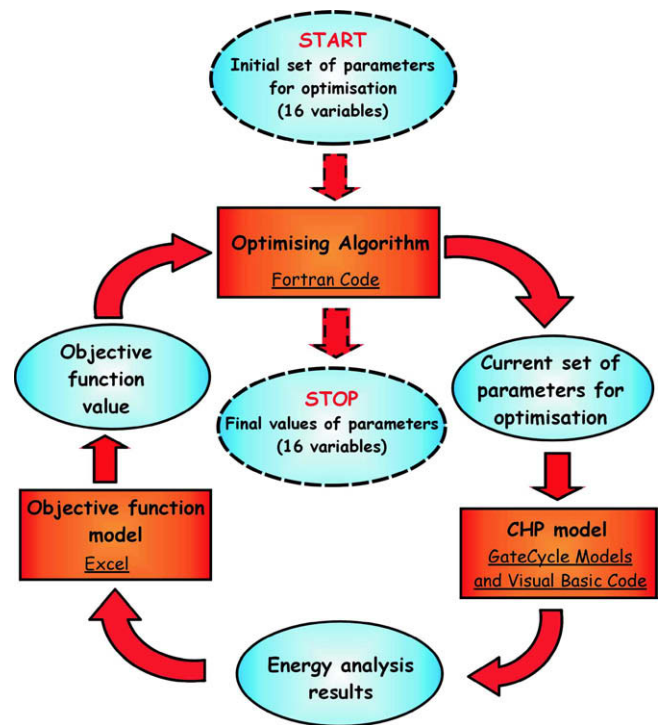 START
Initial set of parameters
for optimisation
(16 variables)
Optimising Algorithm
Fortran Code
Objective
function
value
STOP
Final values of parameters
(16 variables)
Current set of
parameters for
optimisation
Objective function
model
Excel
CHP model
GateCycle Models
and Visual Basic Code
Energy analysis
results